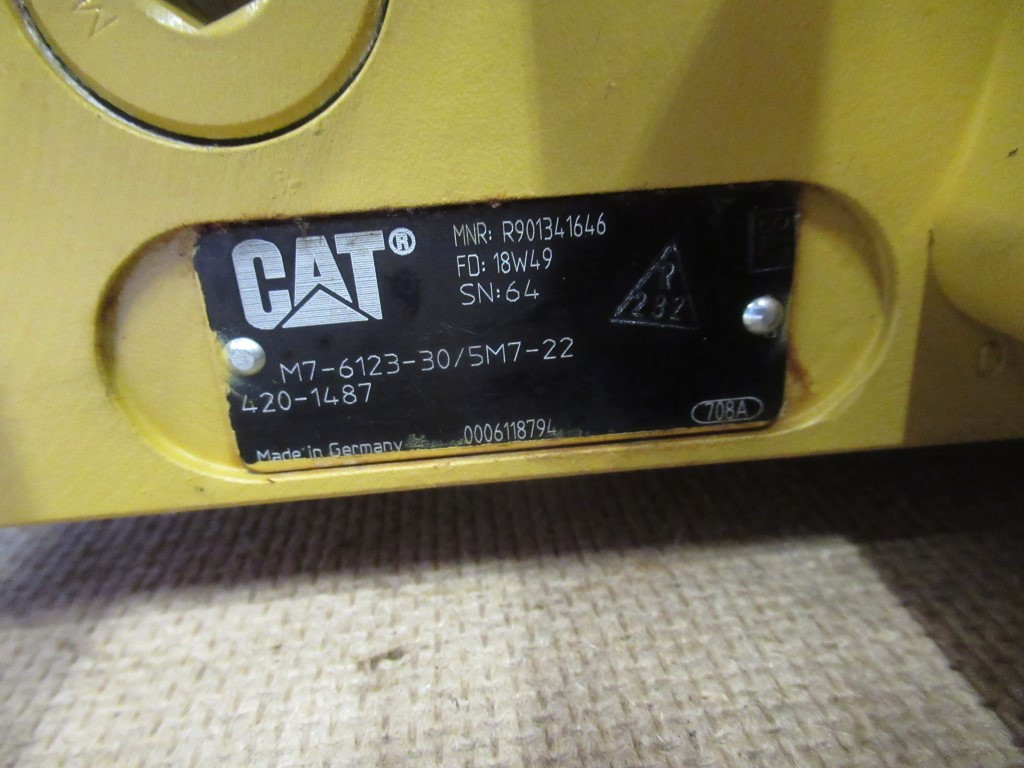 CAT®
MNR: R901341646
FD: 18W49
SN: 64
R
232
M7-6123-30/5M7-22
420-1487
708A
Made in Germany 0006118794